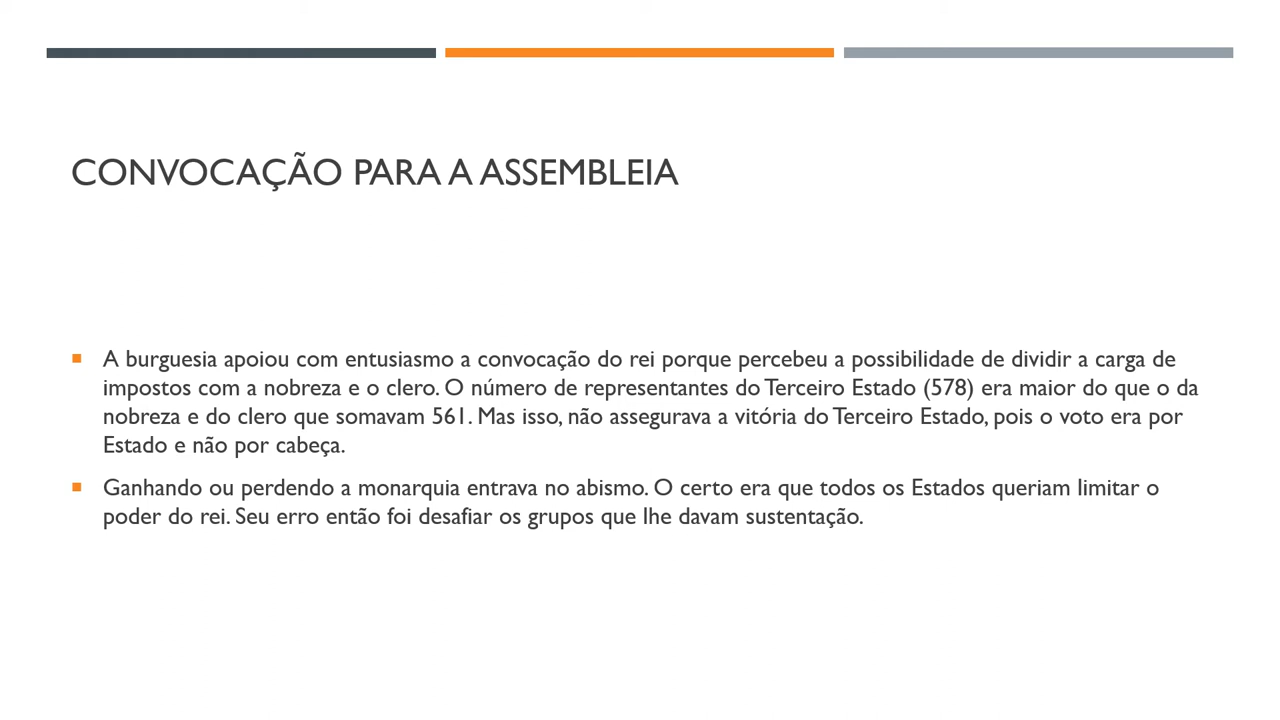 CONVOCAÇÃO PARA A ASSEMBLEIA
A burguesia apoiou com entusiasmo a convocação do rei porque percebeu a possibilidade de dividir a carga de
impostos com a nobreza e o clero. O número de representantes do Terceiro Estado (578) era maior do que o da
nobreza e do clero que somavam 561. Mas isso, não assegurava a vitória do Terceiro Estado, pois o voto era por
Estado e não por cabeça.
Ganhando ou perdendo a monarquia entrava no abismo. O certo era que todos os Estados queriam limitar o
poder do rei. Seu erro então foi desafiar os grupos que lhe davam sustentação.